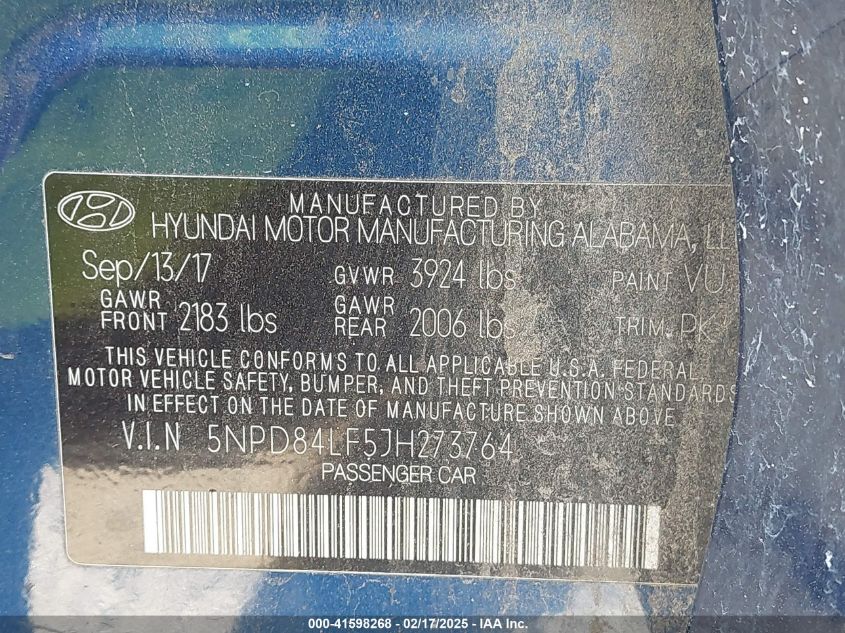 MANUFACTURED BY
HYUNDAI MOTOR MANUFACTURING ALABAMA,
Sep/13/17 GVWR 3924 lbs PAINT VU
GAWR FRONT 2183 lbs GAWR REAR 2006 lbs TRIM. PK
THIS VEHICLE CONFORMS TO ALL APPLICABLE U.S.A. FEDERAL
MOTOR VEHICLE SAFETY, BUMPER, AND THEFT PREVENTION STANDARDS
IN EFFECT ON THE DATE OF MANUFACTURE SHOWN ABOVE
V.I.N 5NPD84LF5JH273764
PASSENGER CAR
000-41598268 - 02/17/2025 - IAA Inc.